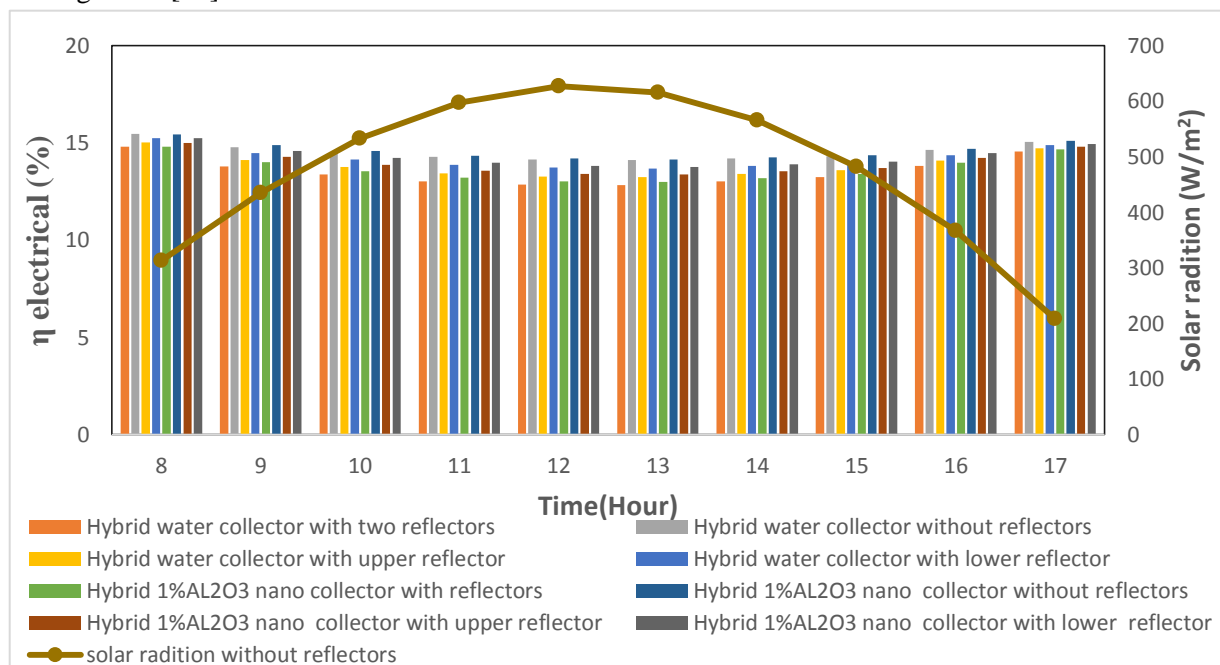 20
15
10
5
0
η electrical (%)
700
600
500
400
300
200
100
0
Solar radition (W/m²)
8 9 10 11 12 13 14 15 16 17
Time(Hour)
Hybrid water collector with two reflectors Hybrid water collector without reflectors
Hybrid water collector with upper reflector Hybrid water collector with lower reflector
Hybrid 1%AL2O3 nano collector with reflectors Hybrid 1%AL2O3 nano collector without reflectors
Hybrid 1%AL2O3 nano collector with upper reflector Hybrid 1%AL2O3 nano collector with lower reflector
solar radition without reflectors